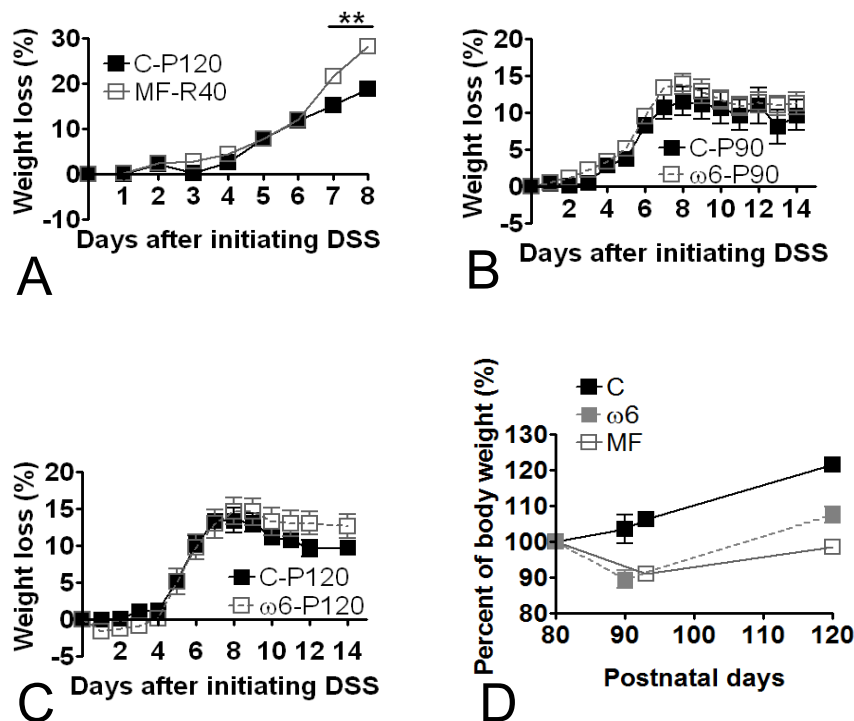 **
Weight loss (%)
30
20
10
0
-10
C-P120
MF-R40
1 2 3 4 5 6 7 8
Days after initiating DSS
A
Weight loss (%)
20
15
10
5
0
-5
C-P90
ω6-P90
2 4 6 8 10 12 14
Days after initiating DSS
B
Weight loss (%)
20
15
10
5
0
-5
C-P120
ω6-P120
2 4 6 8 10 12 14
Days after initiating DSS
C
Percent of body weight (%)
C
ω6
MF
130
120
110
100
90
80
80 90 100 110 120
Postnatal days
D